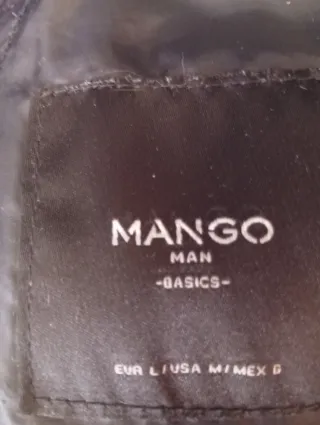 MANGO
MAN
-BASICS-
EUR L/USA M/MEX G